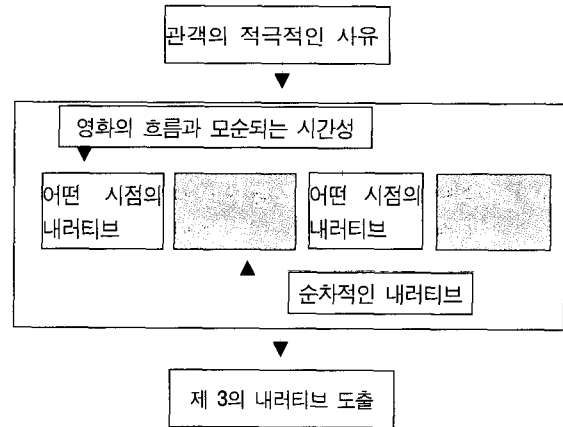 관객의 적극적인 사유
영화의 흐름과 모순되는 시간성
어떤 시점의
내러티브
어떤 시점의
내러티브
순차적인 내러티브
제 3의 내러티브 도출